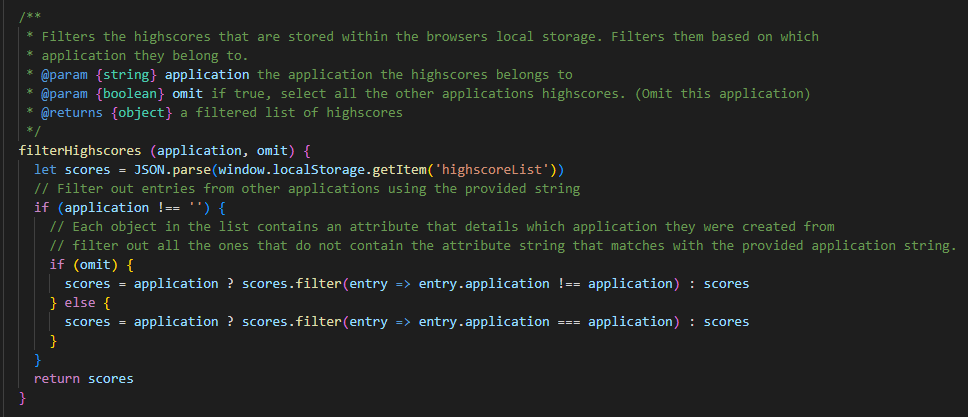 /**
 * Filters the highscores that are stored within the browsers local storage. Filters them based on which
 * application they belong to.
 * @param {string} application the application the highscores belongs to
 * @param {boolean} omit if true, select all the other applications highscores. (Omit this application)
 * @returns {object} a filtered list of highscores
 */
filterHighscores (application, omit) {
  let scores = JSON.parse(window.localStorage.getItem('highscoreList'))
  // Filter out entries from other applications using the provided string
  if (application !== '') {
    // Each object in the list contains an attribute that details which application they were created from
    // filter out all the ones that do not contain the attribute string that matches with the provided application string.
    if (omit) {
      scores = application ? scores.filter(entry => entry.application !== application) : scores
    } else {
      scores = application ? scores.filter(entry => entry.application === application) : scores
    }
  }
  return scores
}